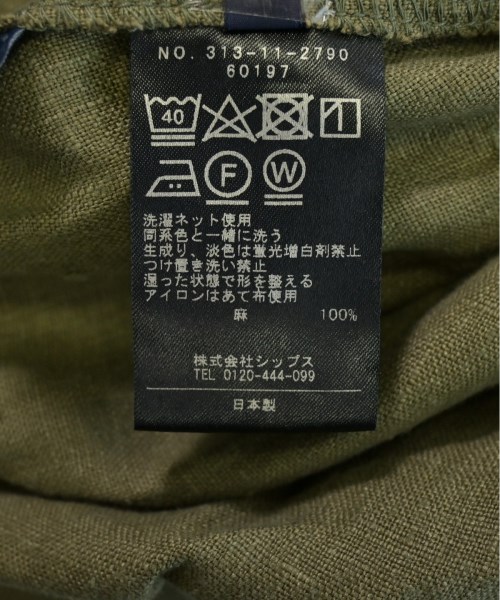 NO. 313-11-2790
60197
40
F W
洗濯ネット使用
同系色と一緒に洗う
生成り、淡色は蛍光増白剤禁止
つけ置き洗い禁止
湿った状態で形を整える
アイロンはあて布使用
麻 100%
株式会社シップス
TEL 0120-444-099
日本製